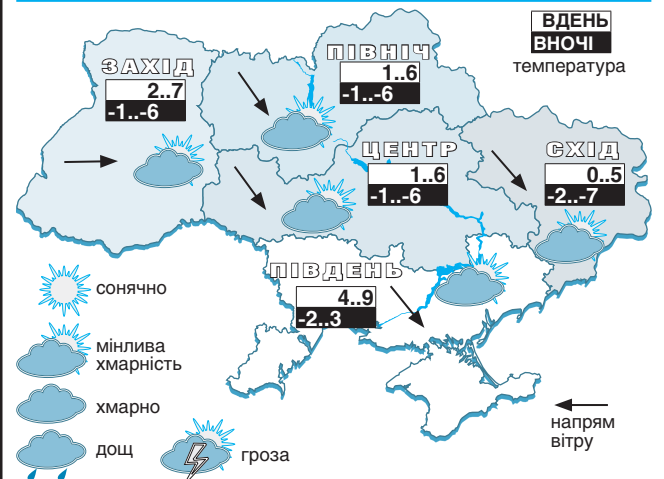 ВДЕНЬ
ВНОЧІ
температура
ЗАХІД
2..7
-1..-6
ПІВНІЧ
1..6
-1..-6
ЦЕНТР
1..6
-1..-6
СХІД
0..5
-2..-7
ПІВДЕНЬ
4..9
-2..3
сонячно
мінлива
хмарність
хмарно
дощ
гроза
напрям
вітру